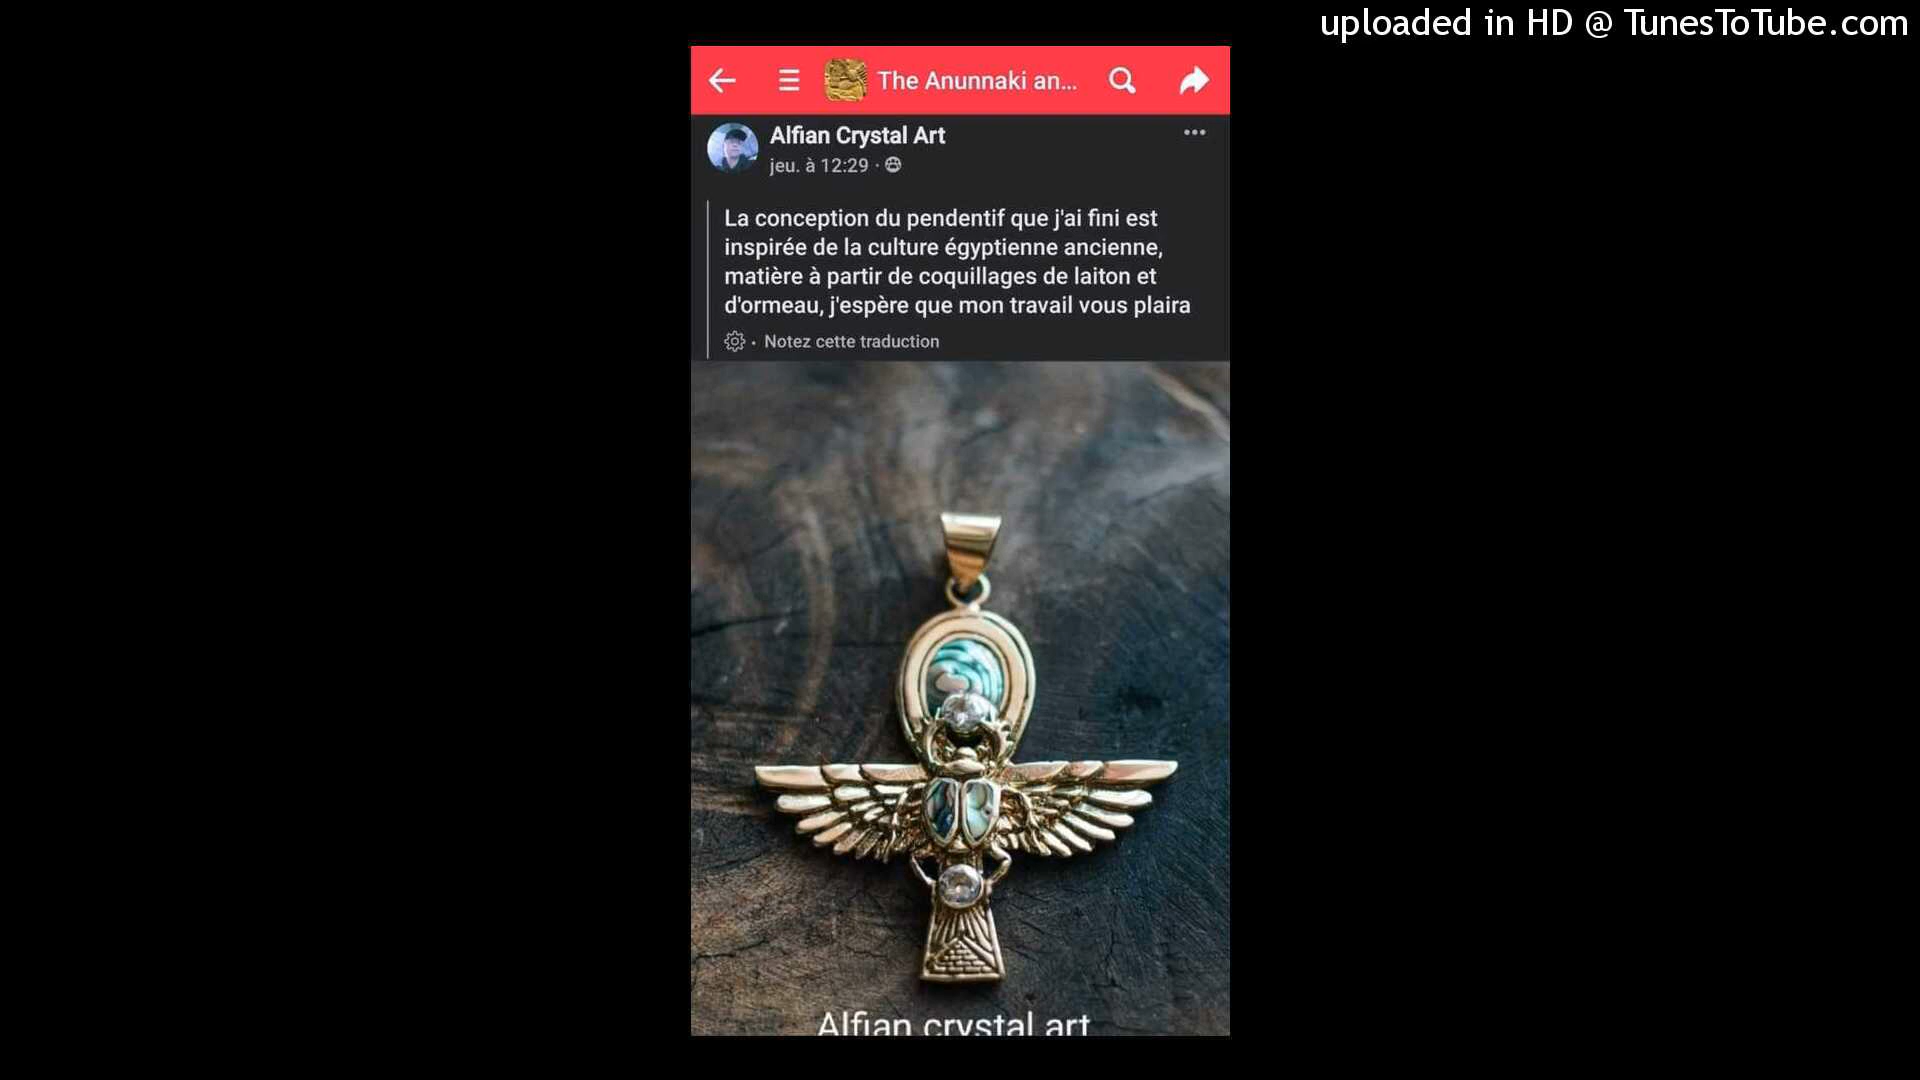 uploaded in HD @ TunesToTube.com
The Anunnaki an...
Alfian Crystal Art
jeu. à 12:29 ·
La conception du pendentif que j'ai fini est
inspirée de la culture égyptienne ancienne,
matière à partir de coquillages de laiton et
d'ormeau, j'espère que mon travail vous plaira
· Notez cette traduction
Alfian crystal art